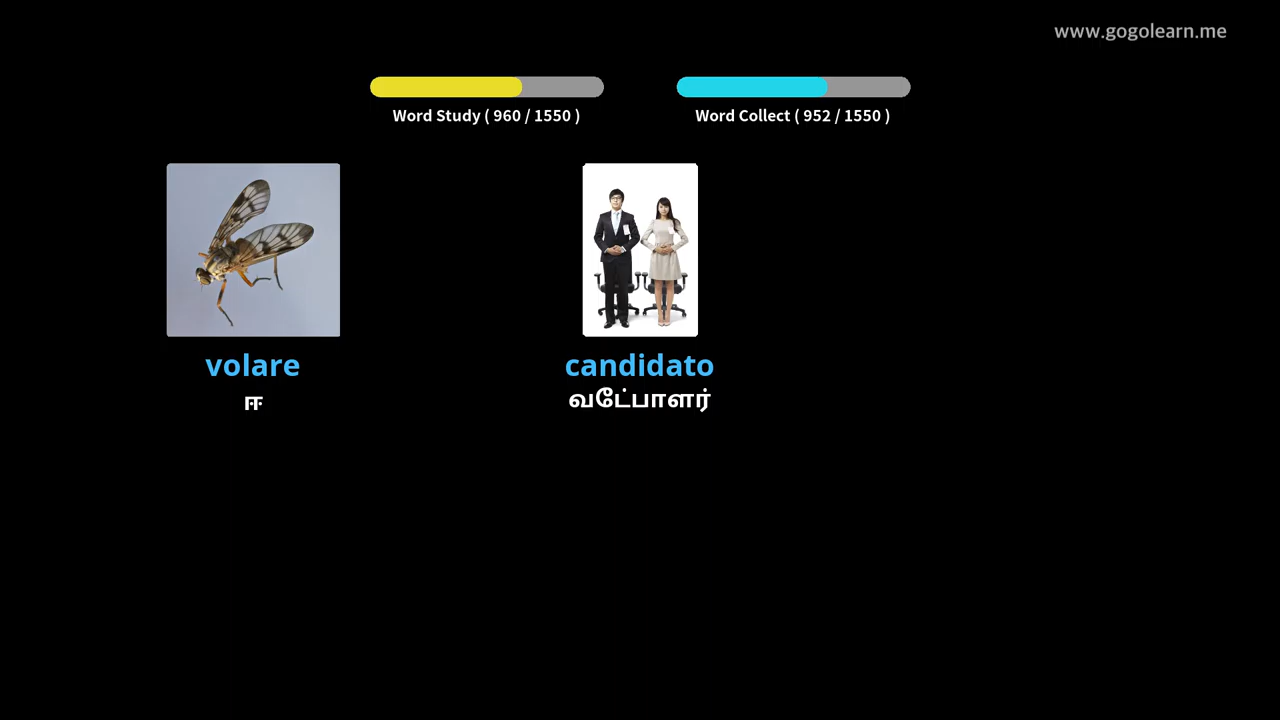 www.gogolearn.me
Word Study ( 960 / 1550 )
Word Collect ( 952 / 1550 )
volare
ஈ
candidato
வேட்பாளர்